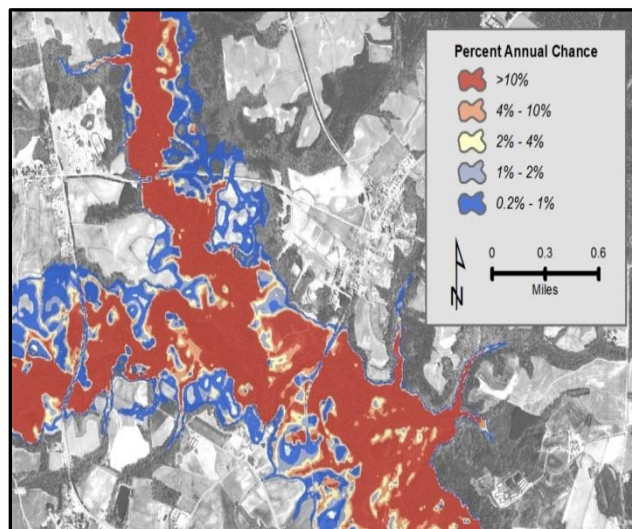 Percent Annual Chance
>10%
4% - 10%
2% - 4%
1% - 2%
0.2% - 1%
N
0 0.3 0.6
Miles